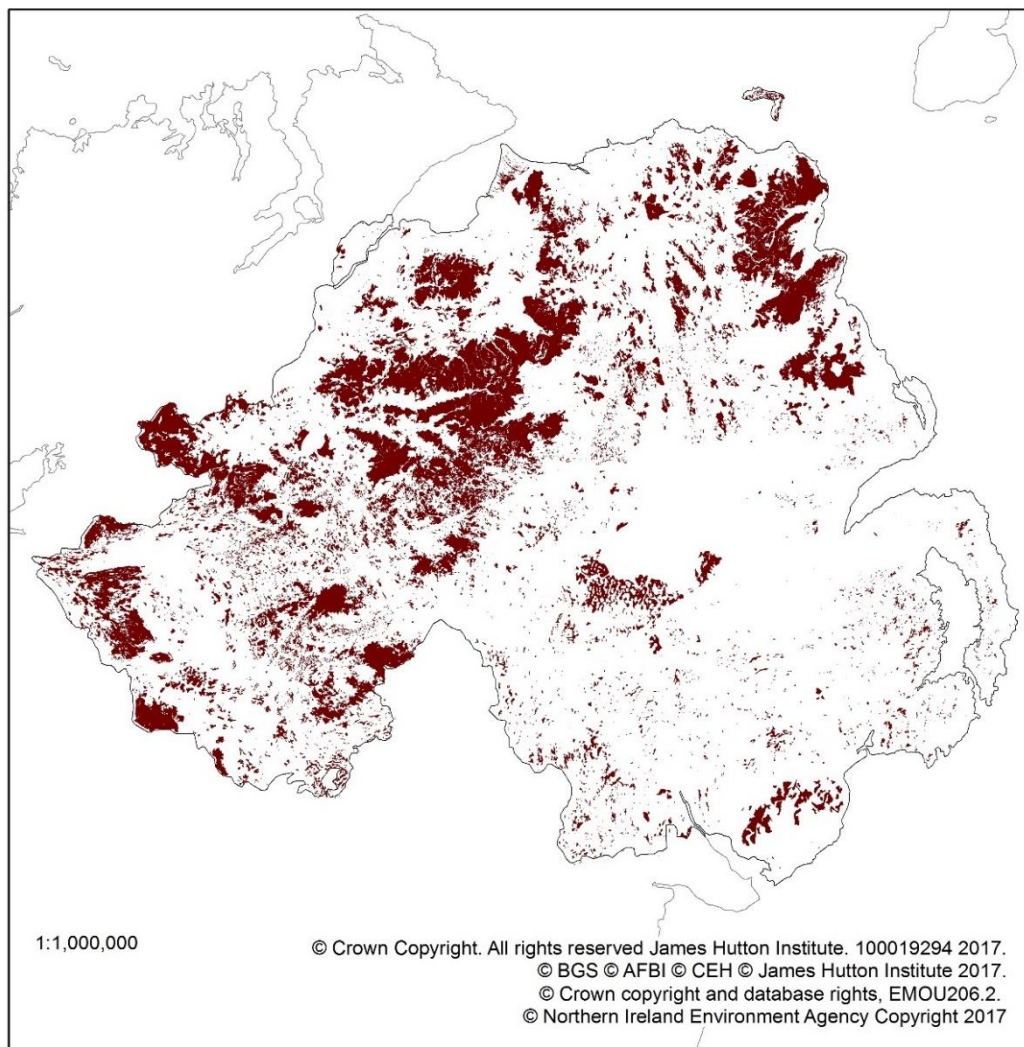 1:1,000,000
© Crown Copyright. All rights reserved James Hutton Institute. 100019294 2017.
© BGS © AFBI © CEH © James Hutton Institute 2017.
© Crown copyright and database rights, EMOU206.2.
© Northern Ireland Environment Agency Copyright 2017